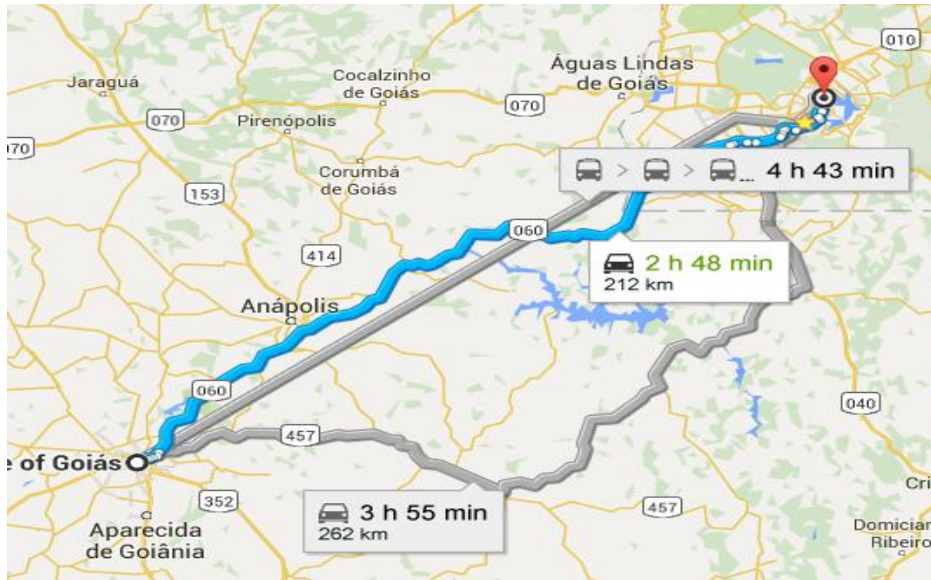 010
Águas Lindas
de Goiás
Jaraguá
Cocalzinho
de Goiás
070
070
Pirenópolis
070
Corumbá
de Goiás
4 h 43 min
153
060
414
2 h 48 min
212 km
Anápolis
060
040
457
e of Goiás
Cri
3 h 55 min
262 km
352
457
Aparecida
de Goiânia
Domician
Ribeiro